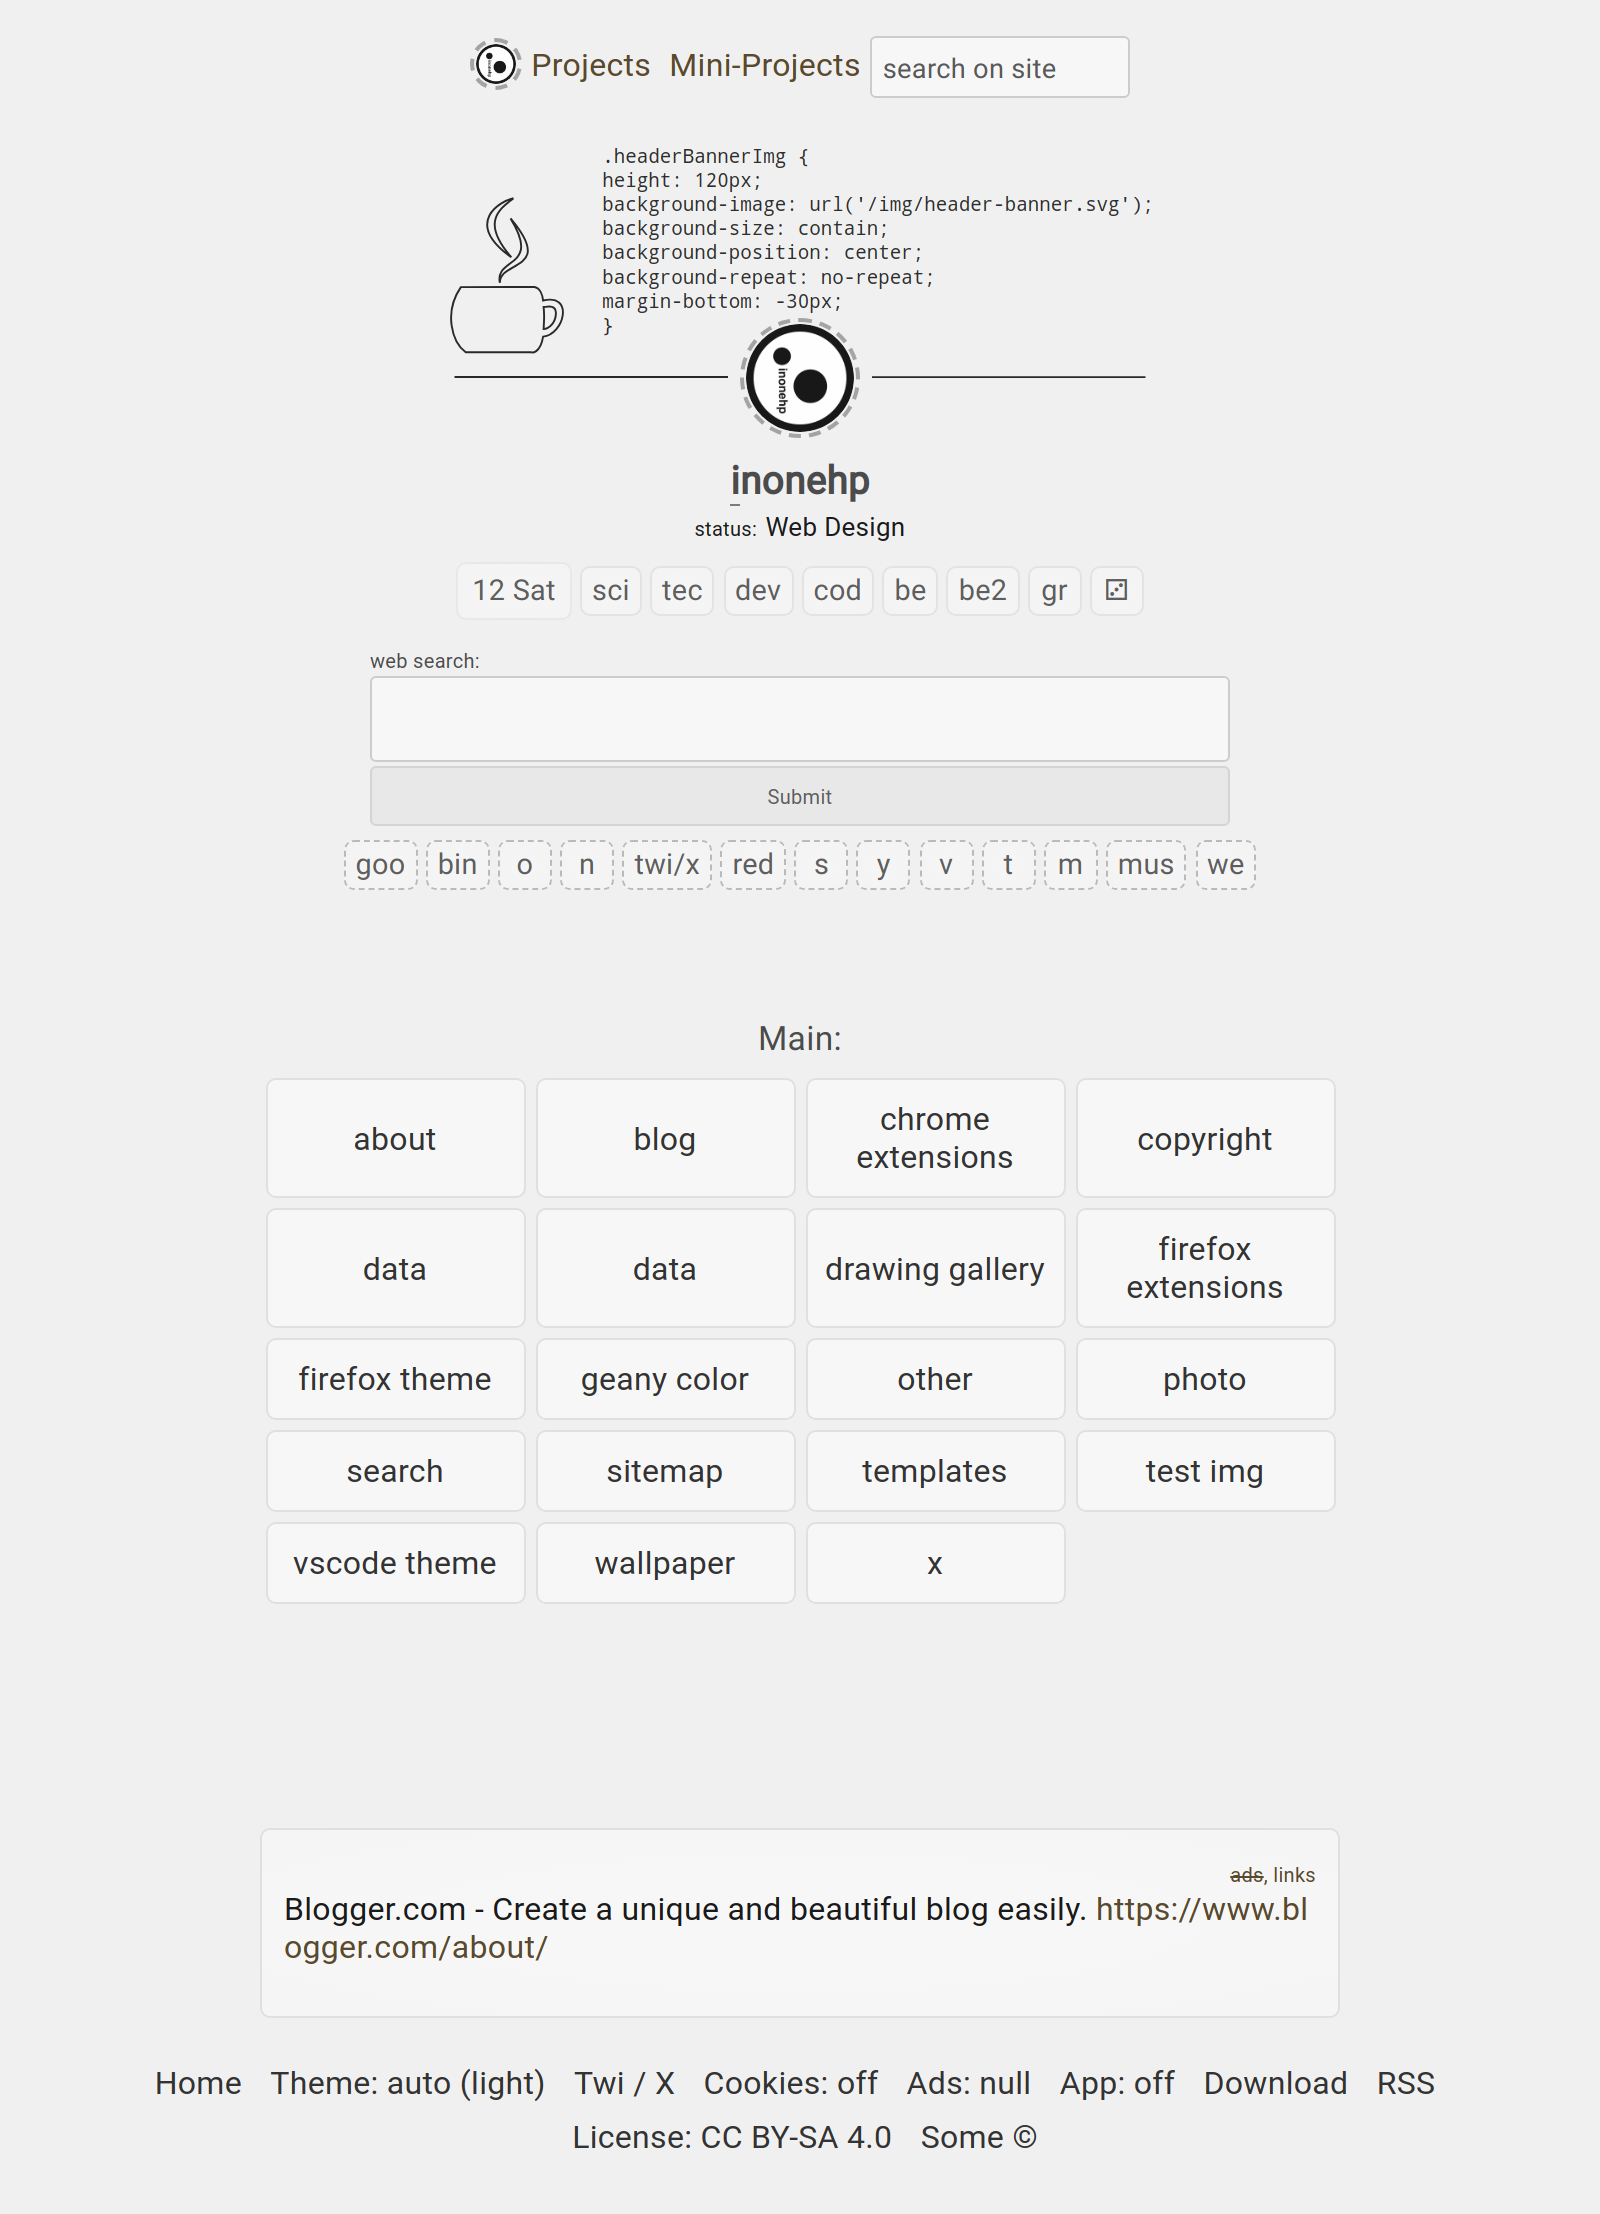 inonehp Projects Mini-Projects search on site
.headerBannerImg {
height: 120px;
background-image: url('/img/header-banner.svg');
background-size: contain;
background-position: center;
background-repeat: no-repeat;
margin-bottom: -30px;
}
inonehp
inonehp
status: Web Design
12 Sat sci tec dev cod be be2 gr ⚂
web search:
Submit
goo bin o n twi/x red s y v t m mus we
Main:
about blog chrome extensions copyright
data data drawing gallery firefox extensions
firefox theme geany color other photo
search sitemap templates test img
vscode theme wallpaper x
ads, links
Blogger.com - Create a unique and beautiful blog easily. https://www.bl
ogger.com/about/
Home Theme: auto (light) Twi / X Cookies: off Ads: null App: off Download RSS
License: CC BY-SA 4.0 Some ©